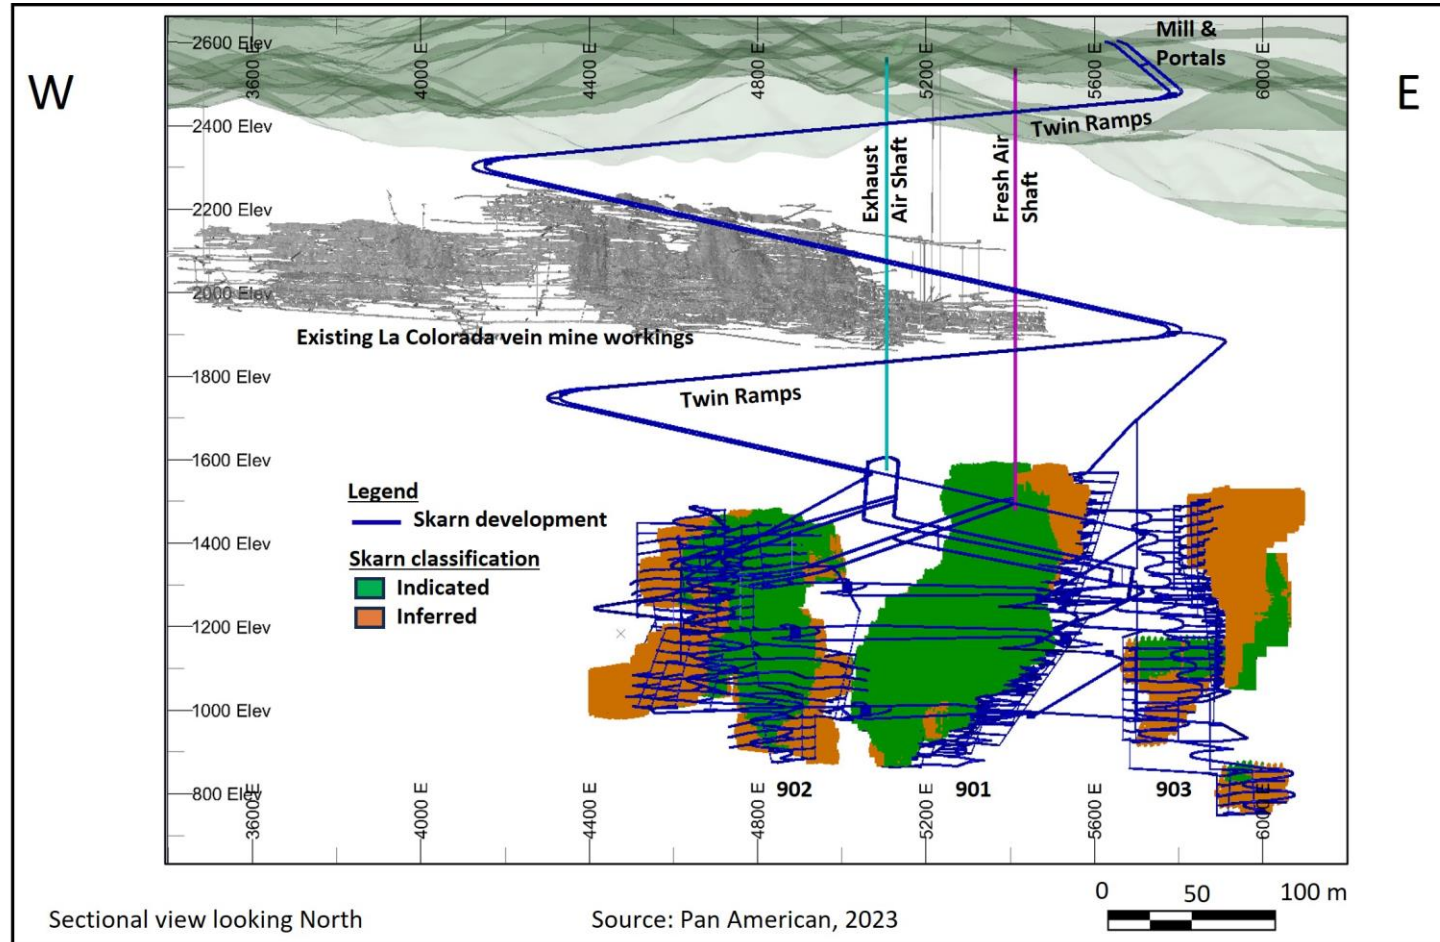 W
E
2600 Elev
2400 Elev
2200 Elev
2000 Elev
1800 Elev
1600 Elev
1400 Elev
1200 Elev
1000 Elev
800 Elev
3600 E
4000 E
4400 E
4800 E
5200 E
5600 E
6000 E
Mill &
Portals
Twin Ramps
Exhaust
Air Shaft
Fresh Air
Shaft
Existing La Colorada vein mine workings
Twin Ramps
Legend
Skarn development
Skarn classification
Indicated
Inferred
902
901
903
3600 E
4000 E
4400 E
4800 E
5200 E
5600 E
6000 E
0 50 100 m
Sectional view looking North
Source: Pan American, 2023